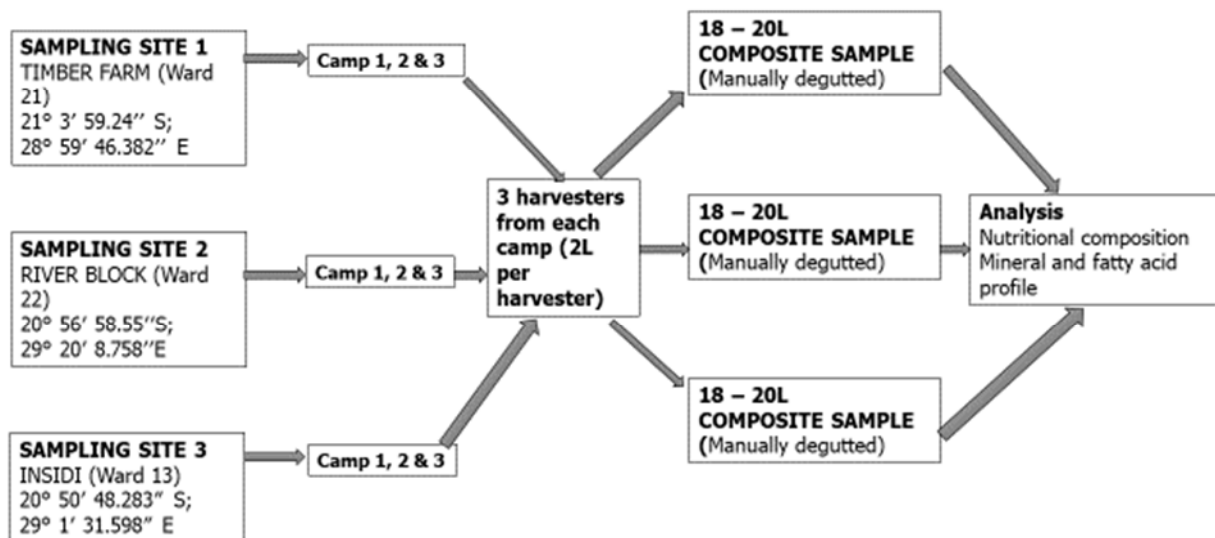 SAMPLING SITE 1
TIMBER FARM (Ward
21)
21° 3′ 59.24′′ S;
28° 59′ 46.382′′ E
Camp 1, 2 & 3
SAMPLING SITE 2
RIVER BLOCK (Ward
22)
20° 56′ 58.55′′S;
29° 20′ 8.758′′E
Camp 1, 2 & 3
SAMPLING SITE 3
INSIDI (Ward 13)
20° 50′ 48.283″ S;
29° 1′ 31.598″ E
Camp 1, 2 & 3
3 harvesters
from each
camp (2L
per
harvester)
18 – 20L
COMPOSITE SAMPLE
(Manually degutted)
18 – 20L
COMPOSITE SAMPLE
(Manually degutted)
18 – 20L
COMPOSITE SAMPLE
(Manually degutted)
Analysis
Nutritional composition
Mineral and fatty acid
profile